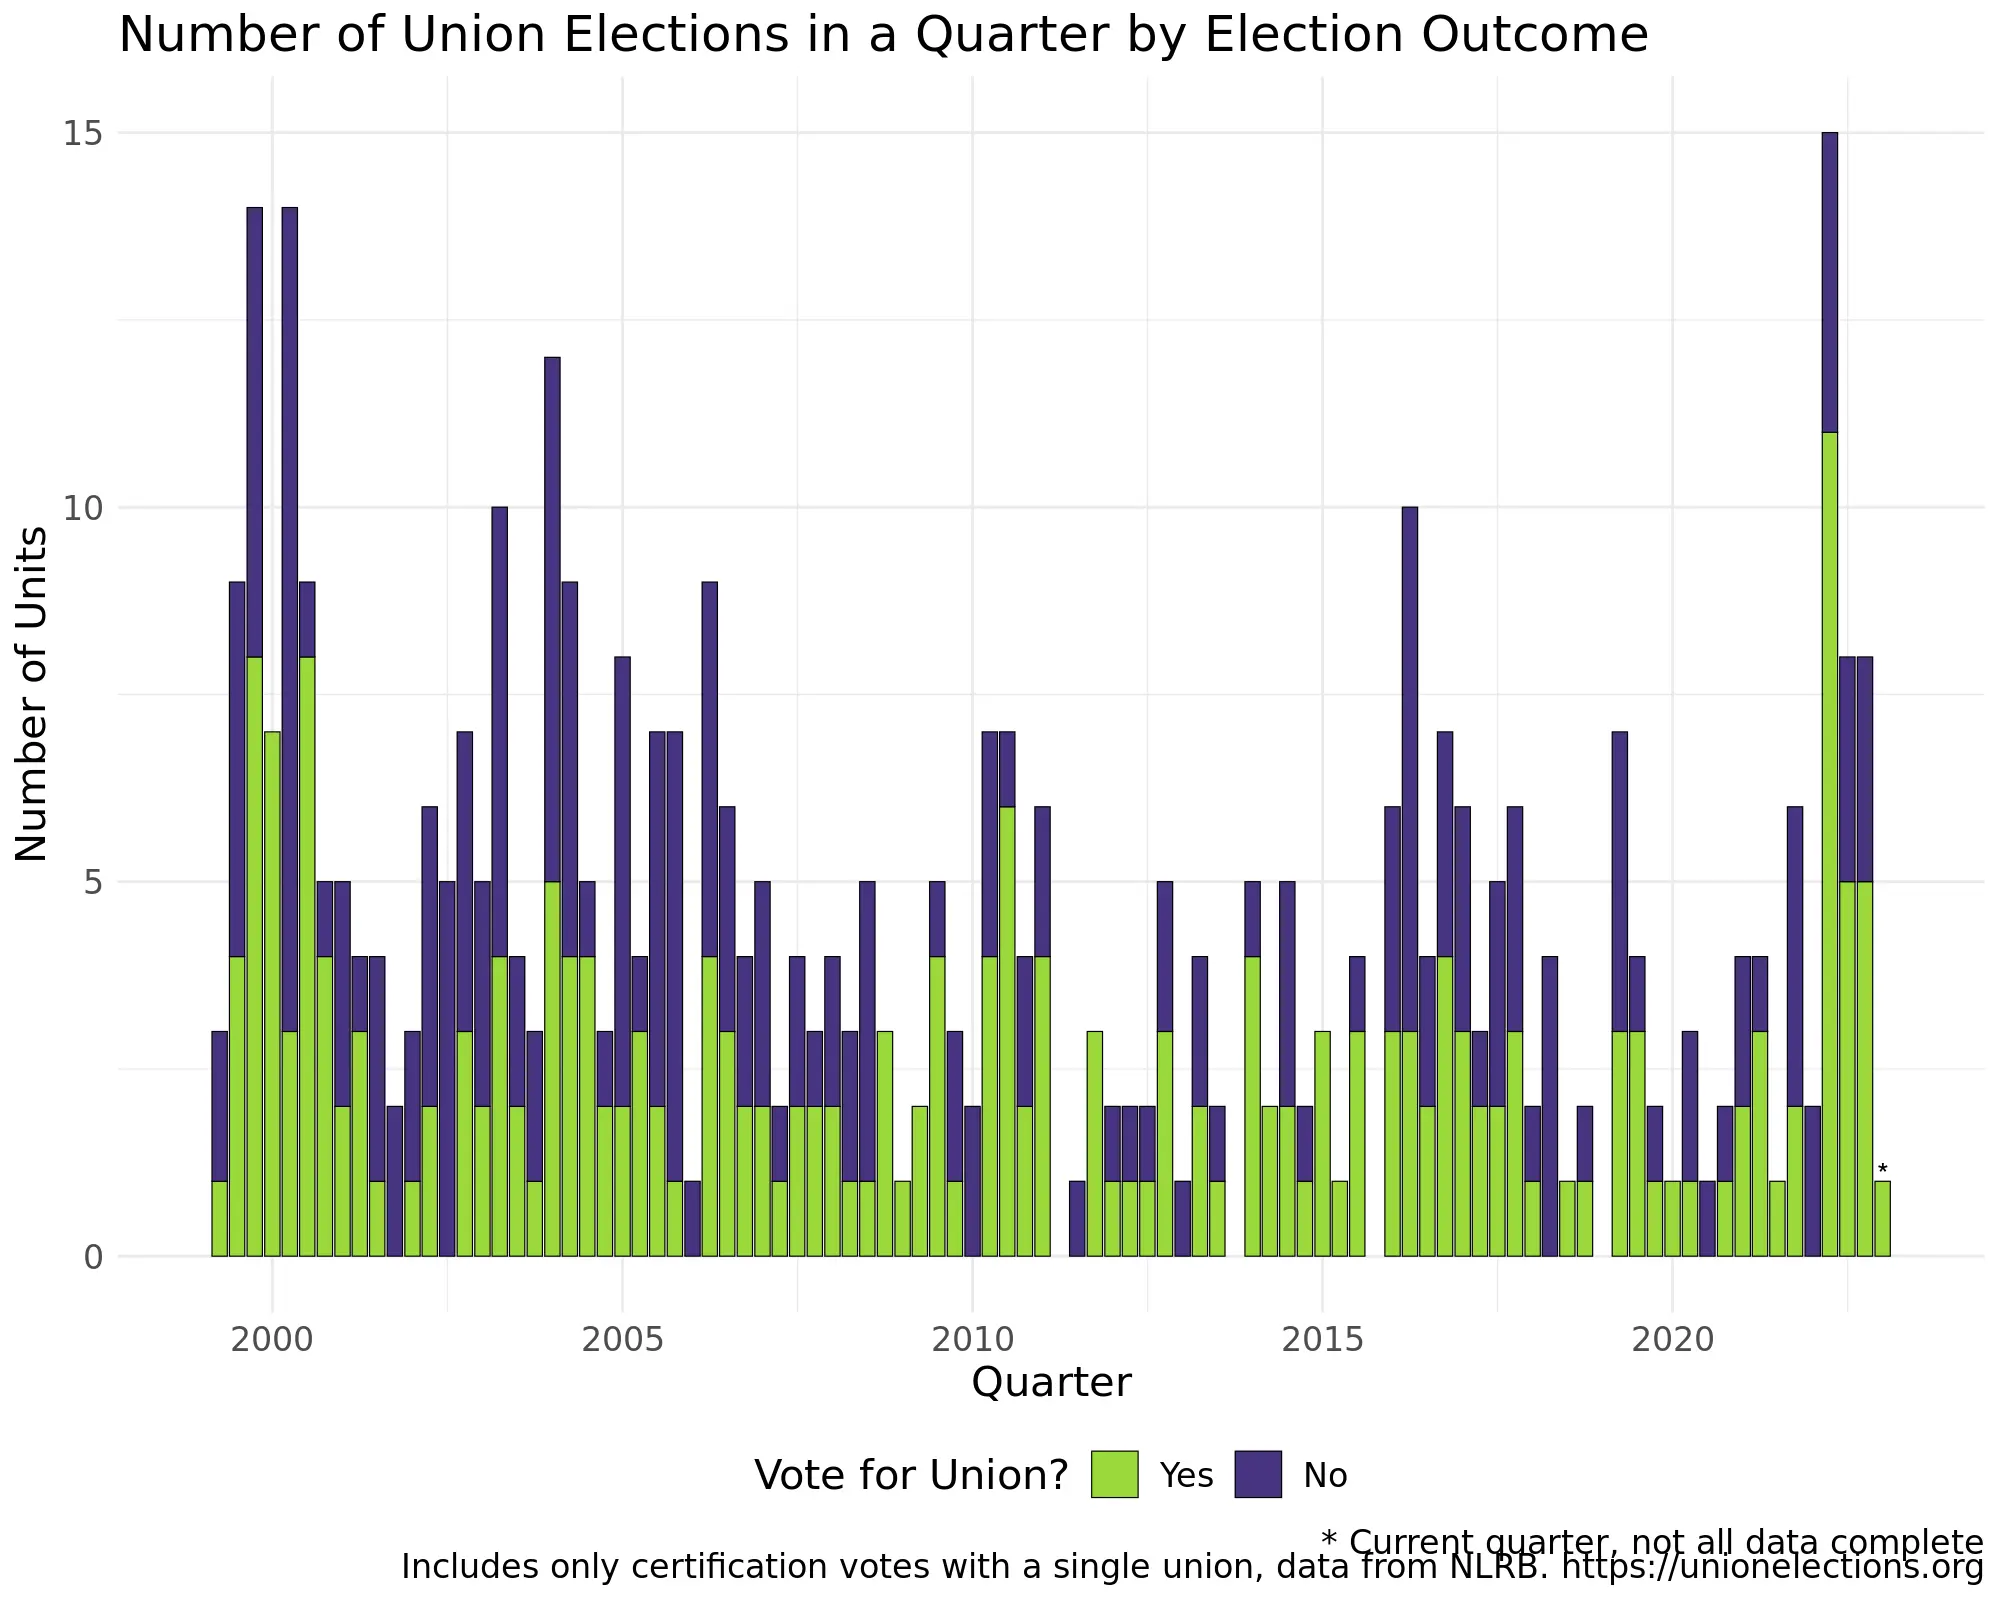 Number of Union Elections in a Quarter by Election Outcome
Number of Units
15
10
5
0
*
2000 2005 2010 2015 2020
Quarter
Vote for Union? Yes No
* Current quarter, not all data complete
Includes only certification votes with a single union, data from NLRB. https://unionelections.org